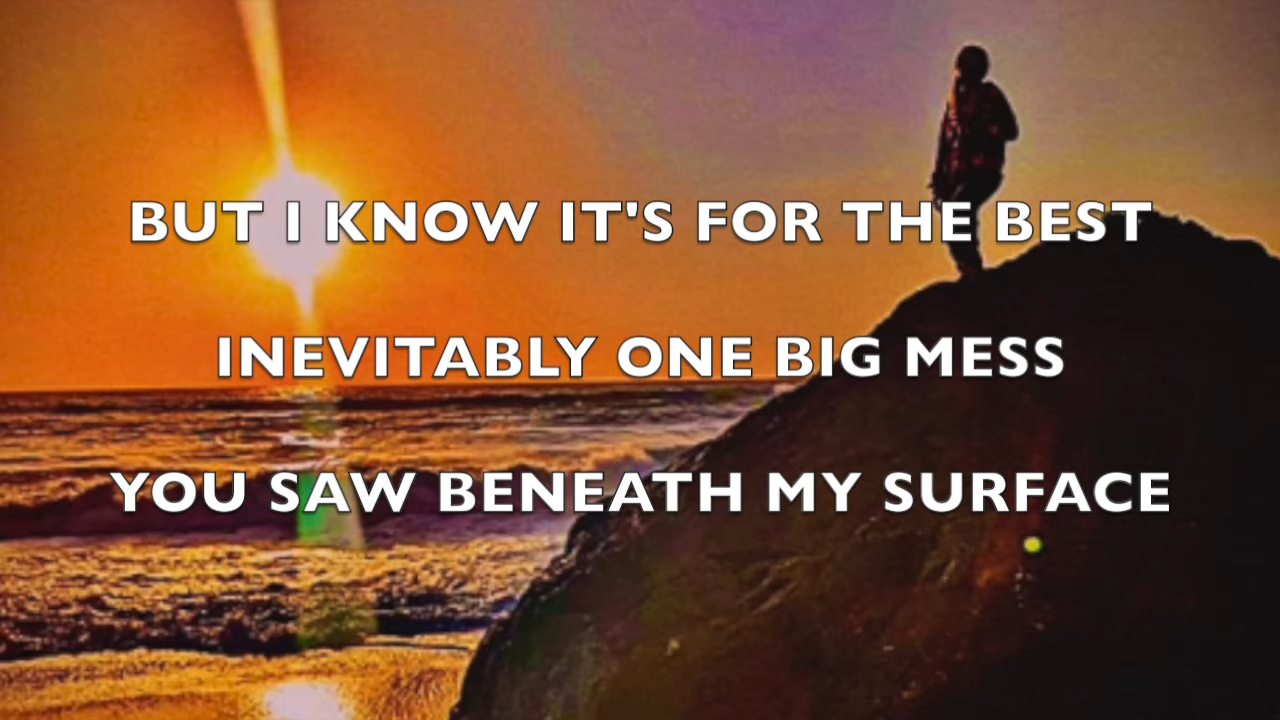 BUT I KNOW IT'S FOR THE BEST
INEVITABLY ONE BIG MESS
YOU SAW BENEATH MY SURFACE